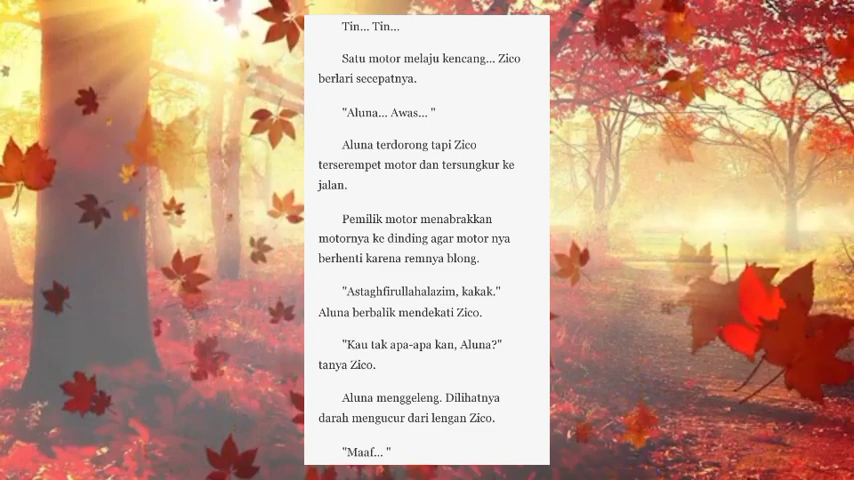 Tin... Tin...
Satu motor melaju kencang... Zico
berlari secepatnya.
"Aluna... Awas... "
Aluna terdorong tapi Zico
terserempet motor dan tersungkur ke
jalan.
Pemilik motor menabrakkan
motornya ke dinding agar motor nya
berhenti karena remnya blong.
"Astaghfirullahalazim, kakak."
Aluna berbalik mendekati Zico.
"Kau tak apa-apa kan, Aluna?"
tanya Zico.
Aluna menggeleng. Dilihatnya
darah mengucur dari lengan Zico.
"Maaf... "